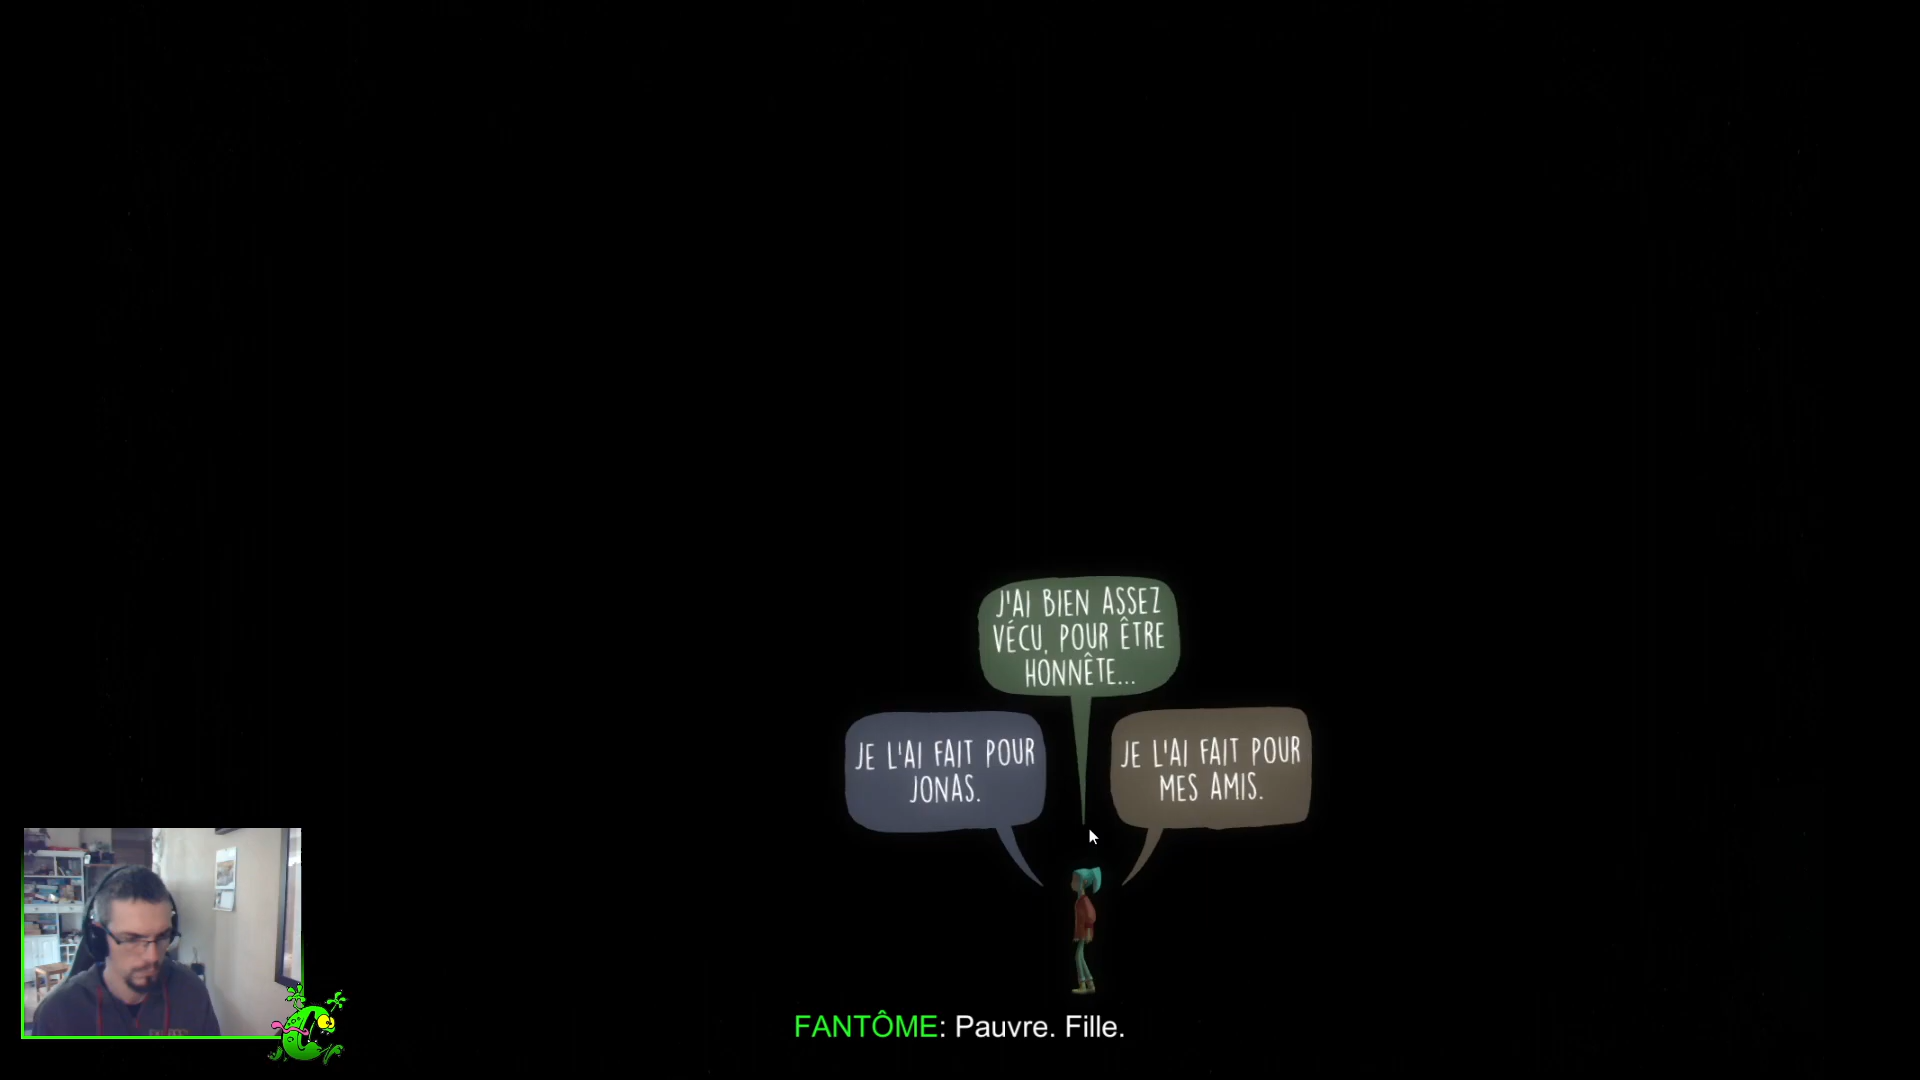 J'AI BIEN ASSEZ
VÉCU, POUR ÊTRE
HONNÊTE...
JE L'AI FAIT POUR
JONAS.
JE L'AI FAIT POUR
MES AMIS.
FANTÔME: Pauvre. Fille.